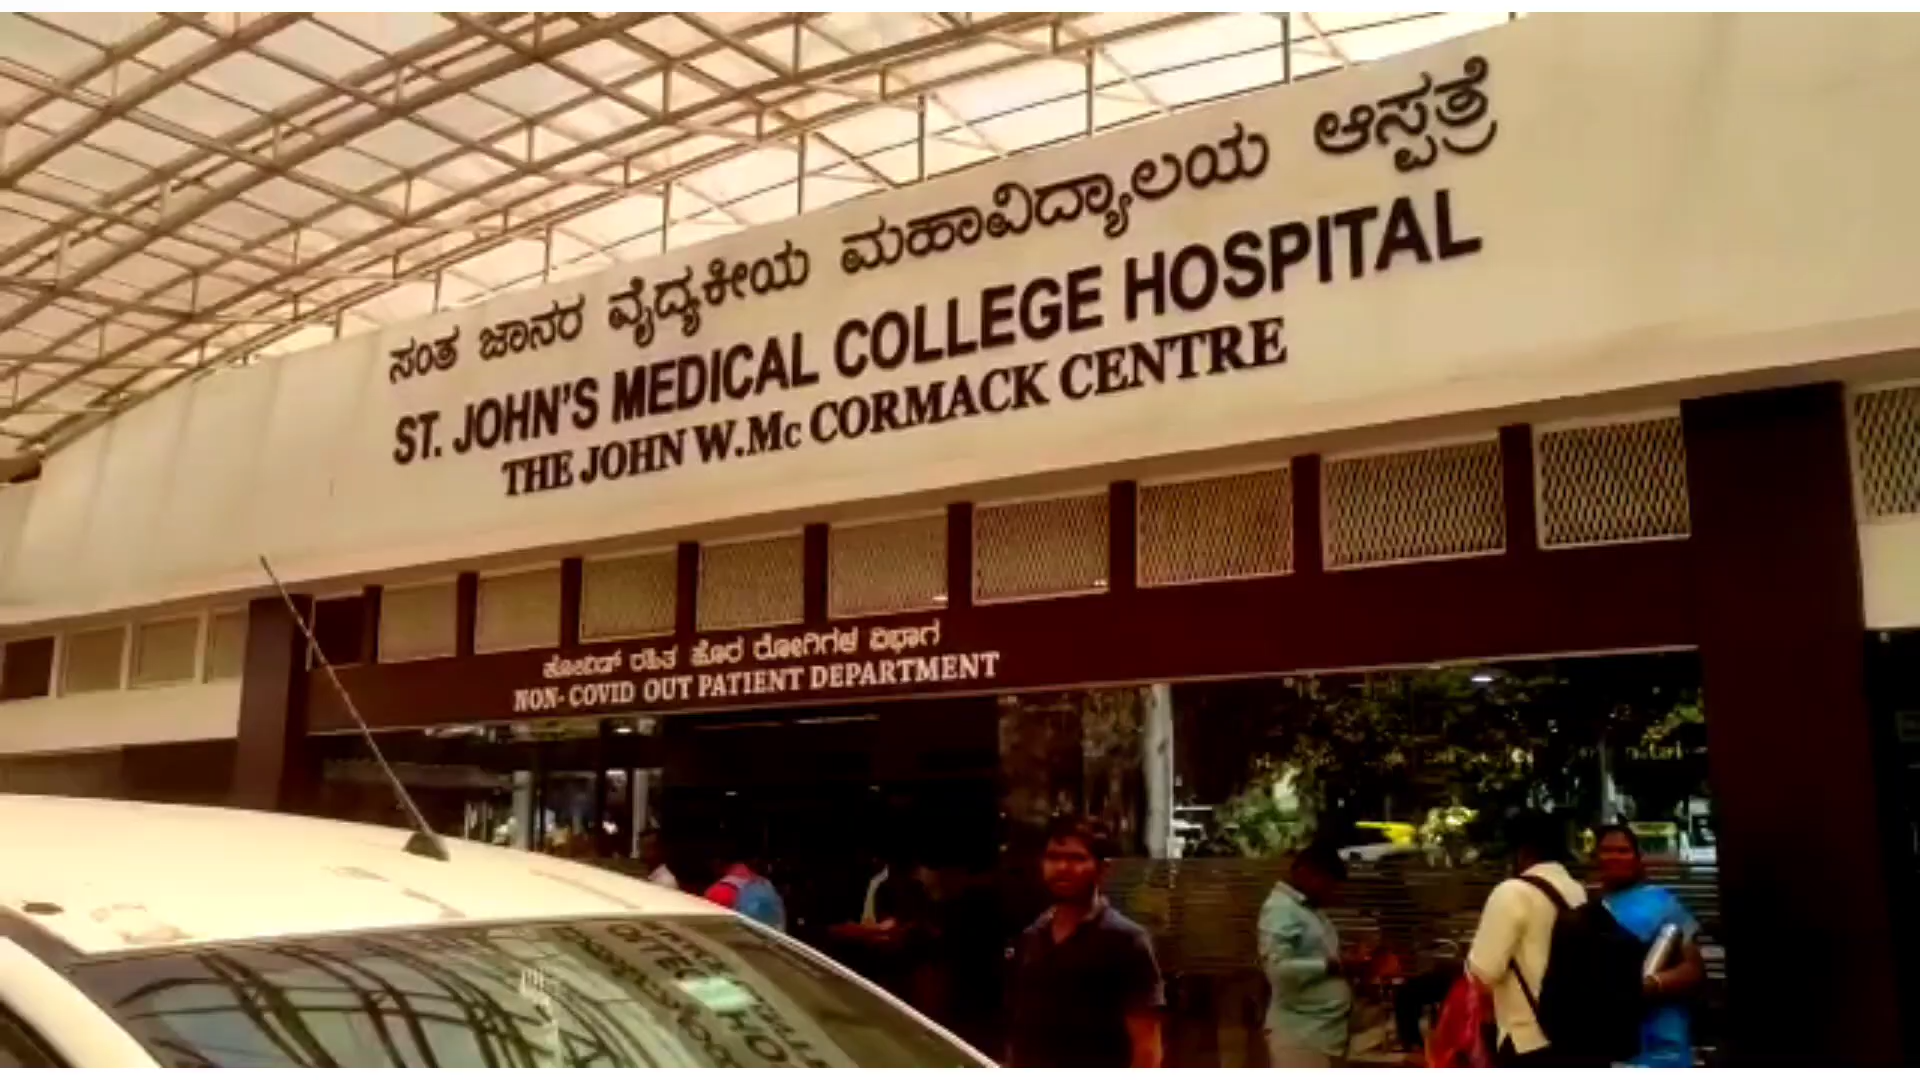 ಸಂತ ಜಾನರ ವೈದ್ಯಕೀಯ ಮಹಾವಿದ್ಯಾಲಯ ಆಸ್ಪತ್ರೆ
ST. JOHN'S MEDICAL COLLEGE HOSPITAL
THE JOHN W.Mc CORMACK CENTRE
ಕೋವಿಡ್ ರಹಿತ ಹೊರ ರೋಗಿಗಳ ವಿಭಾಗ
NON-COVID OUT PATIENT DEPARTMENT